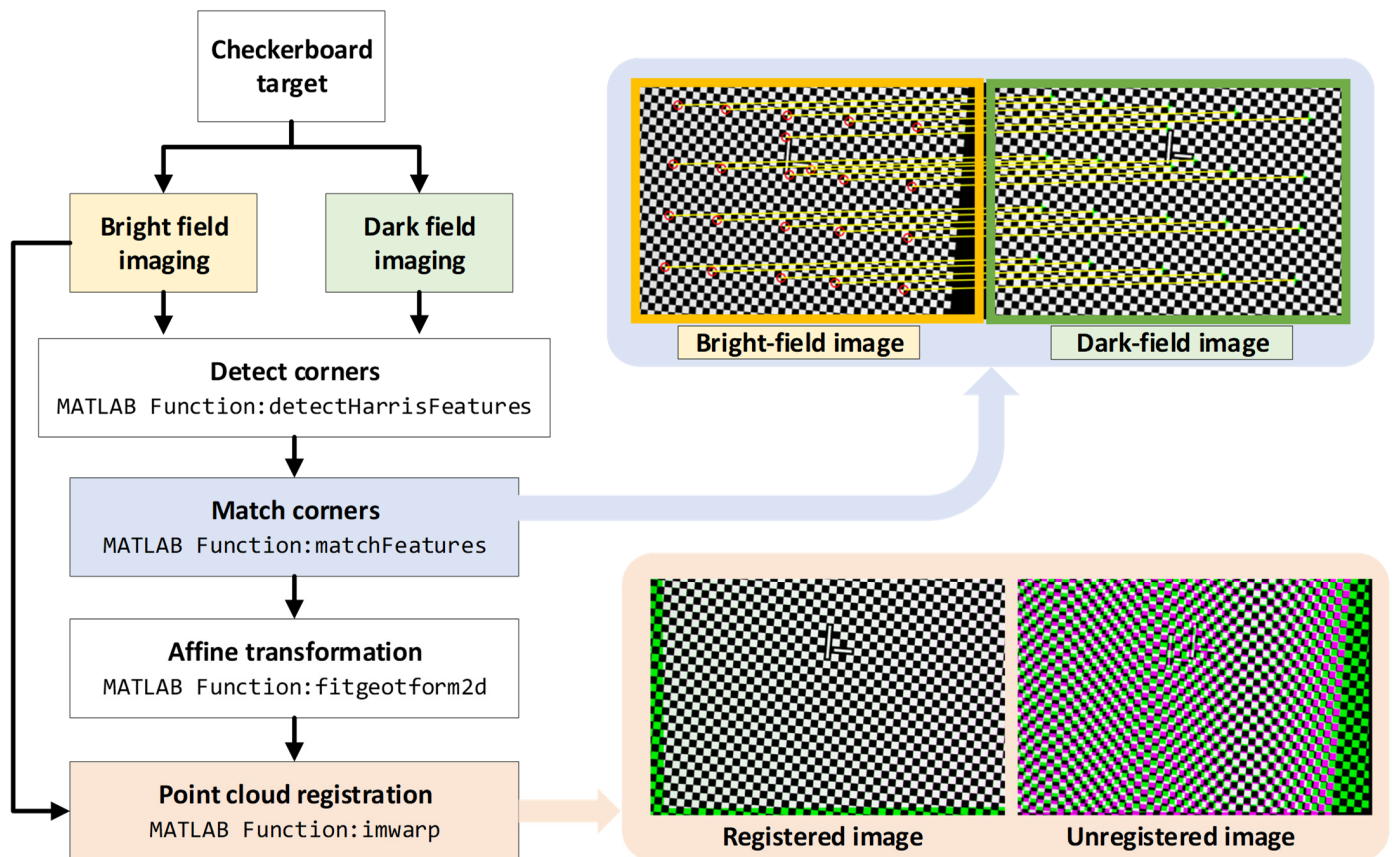 Checkerboard
target
Bright field
imaging
Dark field
imaging
Detect corners
MATLAB Function:detectHarrisFeatures
Match corners
MATLAB Function:matchFeatures
Affine transformation
MATLAB Function:fitgeotform2d
Point cloud registration
MATLAB Function:imwarp
Bright-field image
Dark-field image
Registered image
Unregistered image